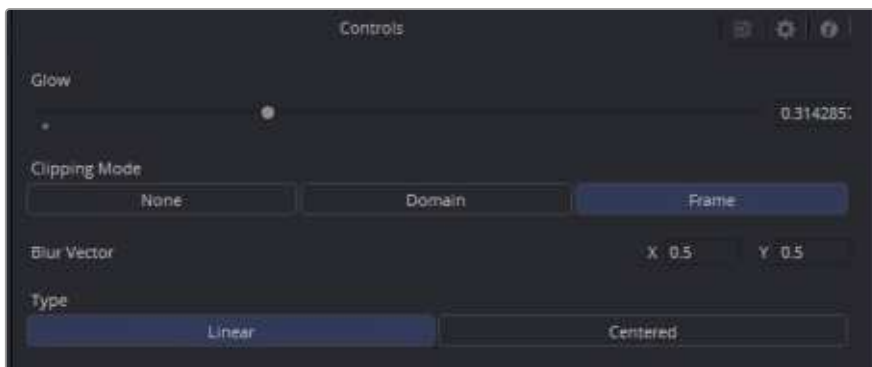 Controls
Glow
0.314285
Clipping Mode
None Domain Frame
Blur Vector X 0.5 Y 0.5
Type
Linear Centered